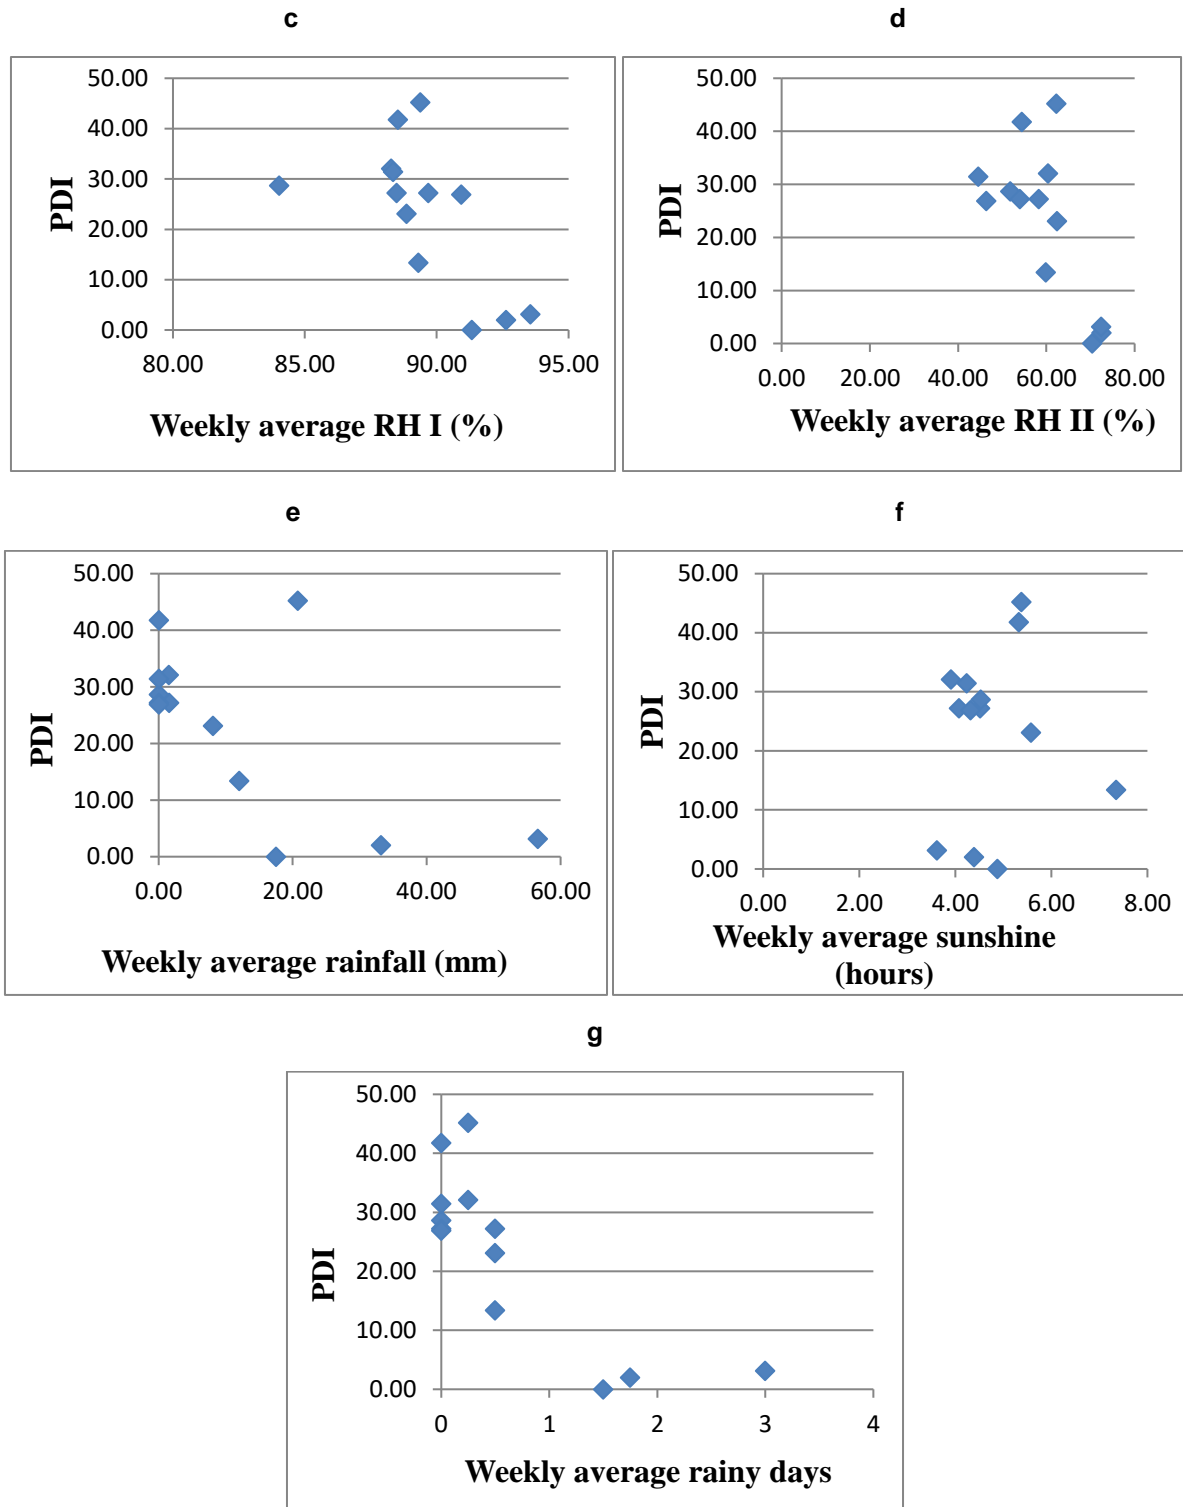 c
50.00
40.00
30.00
20.00
10.00
0.00
PDI
80.00 85.00 90.00 95.00
Weekly average RH I (%)
d
50.00
40.00
30.00
20.00
10.00
0.00
PDI
0.00 20.00 40.00 60.00 80.00
Weekly average RH II (%)
e
50.00
40.00
30.00
20.00
10.00
0.00
PDI
0.00 20.00 40.00 60.00
Weekly average rainfall (mm)
f
50.00
40.00
30.00
20.00
10.00
0.00
PDI
0.00 2.00 4.00 6.00 8.00
Weekly average sunshine
(hours)
g
50.00
40.00
30.00
20.00
10.00
0.00
PDI
0 1 2 3 4
Weekly average rainy days